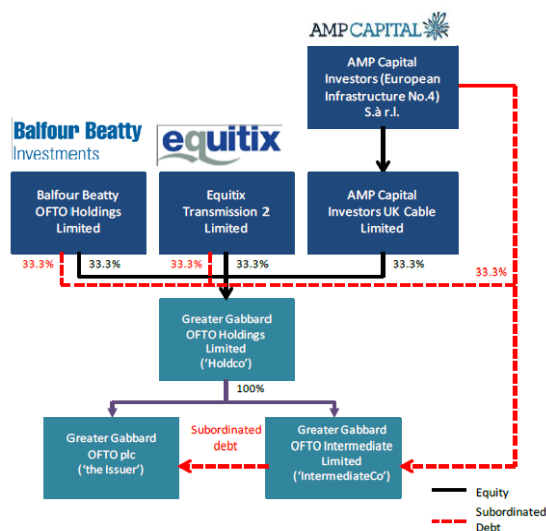 AMPCAPITAL
AMP Capital
Investors (European
Infrastructure No.4)
S.à r.l.
Balfour Beatty
Investments
equitix
Balfour Beatty
OFTO Holdings
Limited
Equitix
Transmission 2
Limited
AMP Capital
Investors UK Cable
Limited
33.3%
33.3%
33.3%
33.3%
33.3%
33.3%
Greater Gabbard
OFTO Holdings
Limited
('Holdco')
100%
Greater Gabbard
OFTO plc
('the Issuer')
Subordinated
debt
Greater Gabbard
OFTO Intermediate
Limited
('IntermediateCo')
Equity
Subordinated
Debt